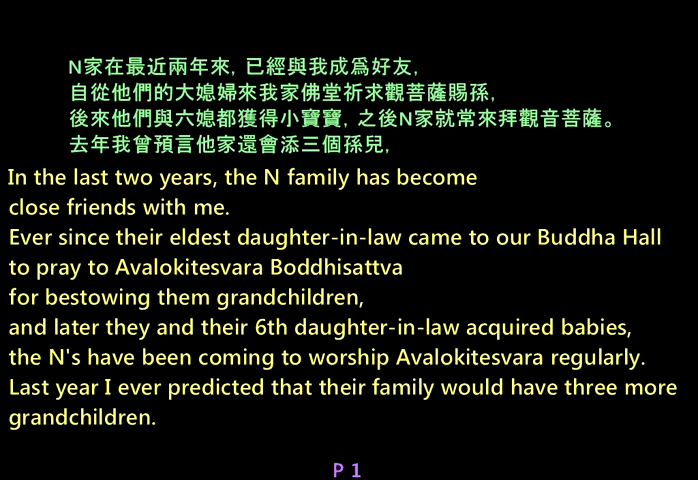 N家在最近兩年來, 已經與我成為好友,
自從他們的大媳婦來我家佛堂祈求觀菩薩賜孫,
後來他們與六媳都獲得小寶寶, 之後N家就常來拜觀音菩薩。
去年我曾預言他家還會添三個孫兒,
In the last two years, the N family has become
close friends with me.
Ever since their eldest daughter-in-law came to our Buddha Hall
to pray to Avalokitesvara Boddhisattva
for bestowing them grandchildren,
and later they and their 6th daughter-in-law acquired babies,
the N's have been coming to worship Avalokitesvara regularly.
Last year I ever predicted that their family would have three more
grandchildren.
P 1